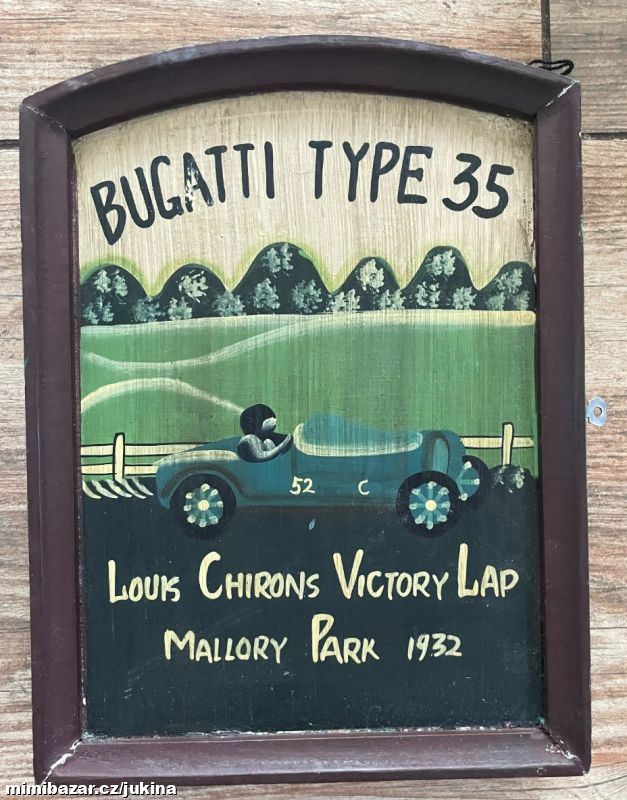 BUGATTI TYPE 35
52 C
LOUIS CHIRONS VICTORY LAP
MALLORY PARK 1932
mimibazar.cz/jukina